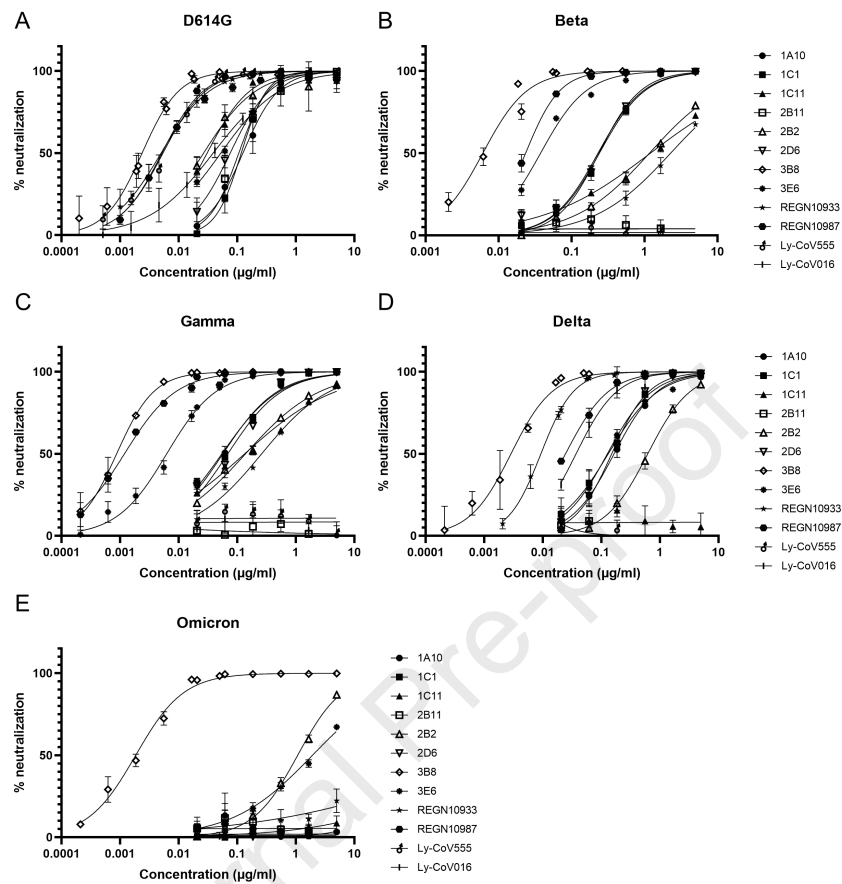 A
D614G
% neutralization
100
50
0
0.0001
0.001
0.01
0.1
1
10
Concentration (µg/ml)
B
Beta
% neutralization
100
50
0
0.001
0.01
0.1
1
10
Concentration (µg/ml)
1A10
1C1
1C11
2B11
2B2
2D6
3B8
3E6
REGN10933
REGN10987
Ly-CoV555
Ly-CoV016
C
Gamma
% neutralization
100
50
0
0.0001
0.001
0.01
0.1
1
10
Concentration (µg/ml)
D
Delta
% neutralization
100
50
0
0.0001
0.001
0.01
0.1
1
10
Concentration (µg/ml)
1A10
1C1
1C11
2B11
2B2
2D6
3B8
3E6
REGN10933
REGN10987
Ly-CoV555
Ly-CoV016
E
Omicron
% neutralization
100
50
0
0.0001
0.001
0.01
0.1
1
10
Concentration (µg/ml)
1A10
1C1
1C11
2B11
2B2
2D6
3B8
3E6
REGN10933
REGN10987
Ly-CoV555
Ly-CoV016
rnal Pre-proof